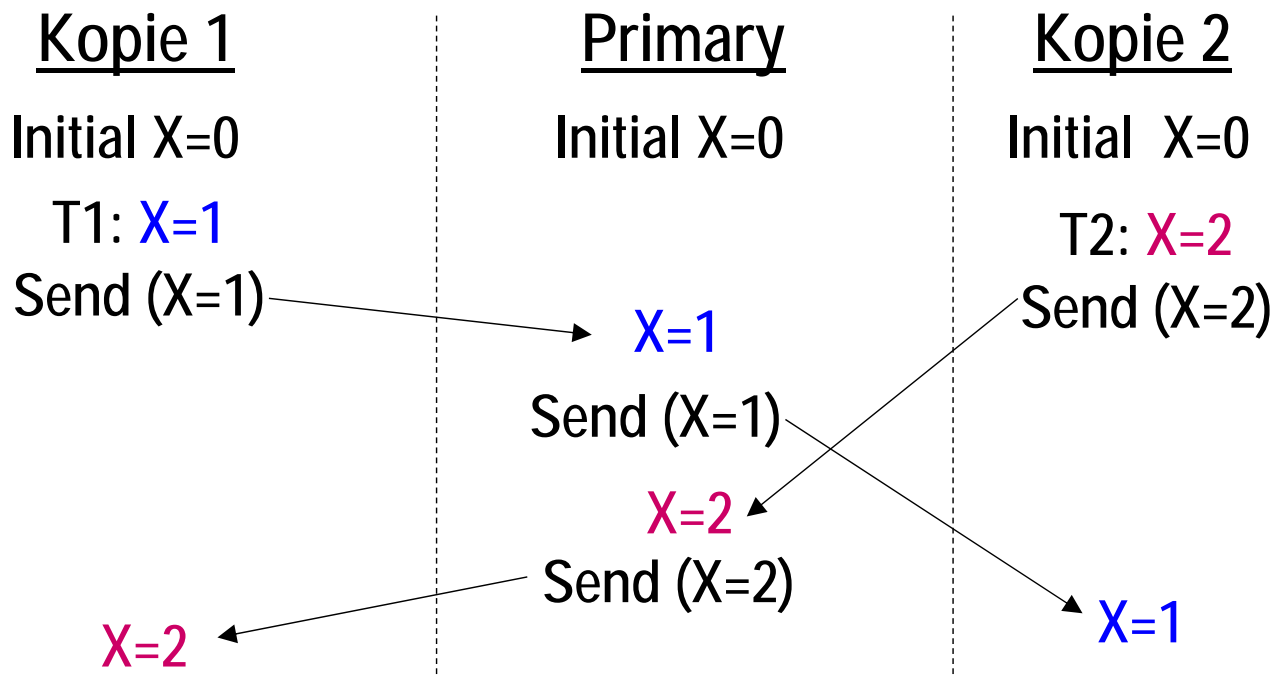 Kopie 1
Initial X=0
T1: X=1
Send (X=1)
X=2
Primary
Initial X=0
X=1
Send (X=1)
X=2
Send (X=2)
Kopie 2
Initial X=0
T2: X=2
Send (X=2)
X=1